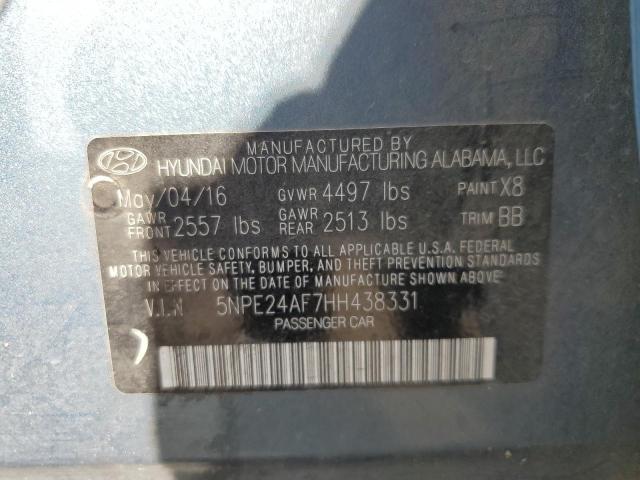 MANUFACTURED BY
HYUNDAI MOTOR MANUFACTURING ALABAMA, LLC
May/04/16 GVWR 4497 lbs PAINT X8
GAWR FRONT 2557 lbs GAWR REAR 2513 lbs TRIM BB
THIS VEHICLE CONFORMS TO ALL APPLICABLE U.S.A. FEDERAL
MOTOR VEHICLE SAFETY, BUMPER, AND THEFT PREVENTION STANDARDS
IN EFFECT ON THE DATE OF MANUFACTURE SHOWN ABOVE.
V.I.N 5NPE24AF7HH438331
PASSENGER CAR